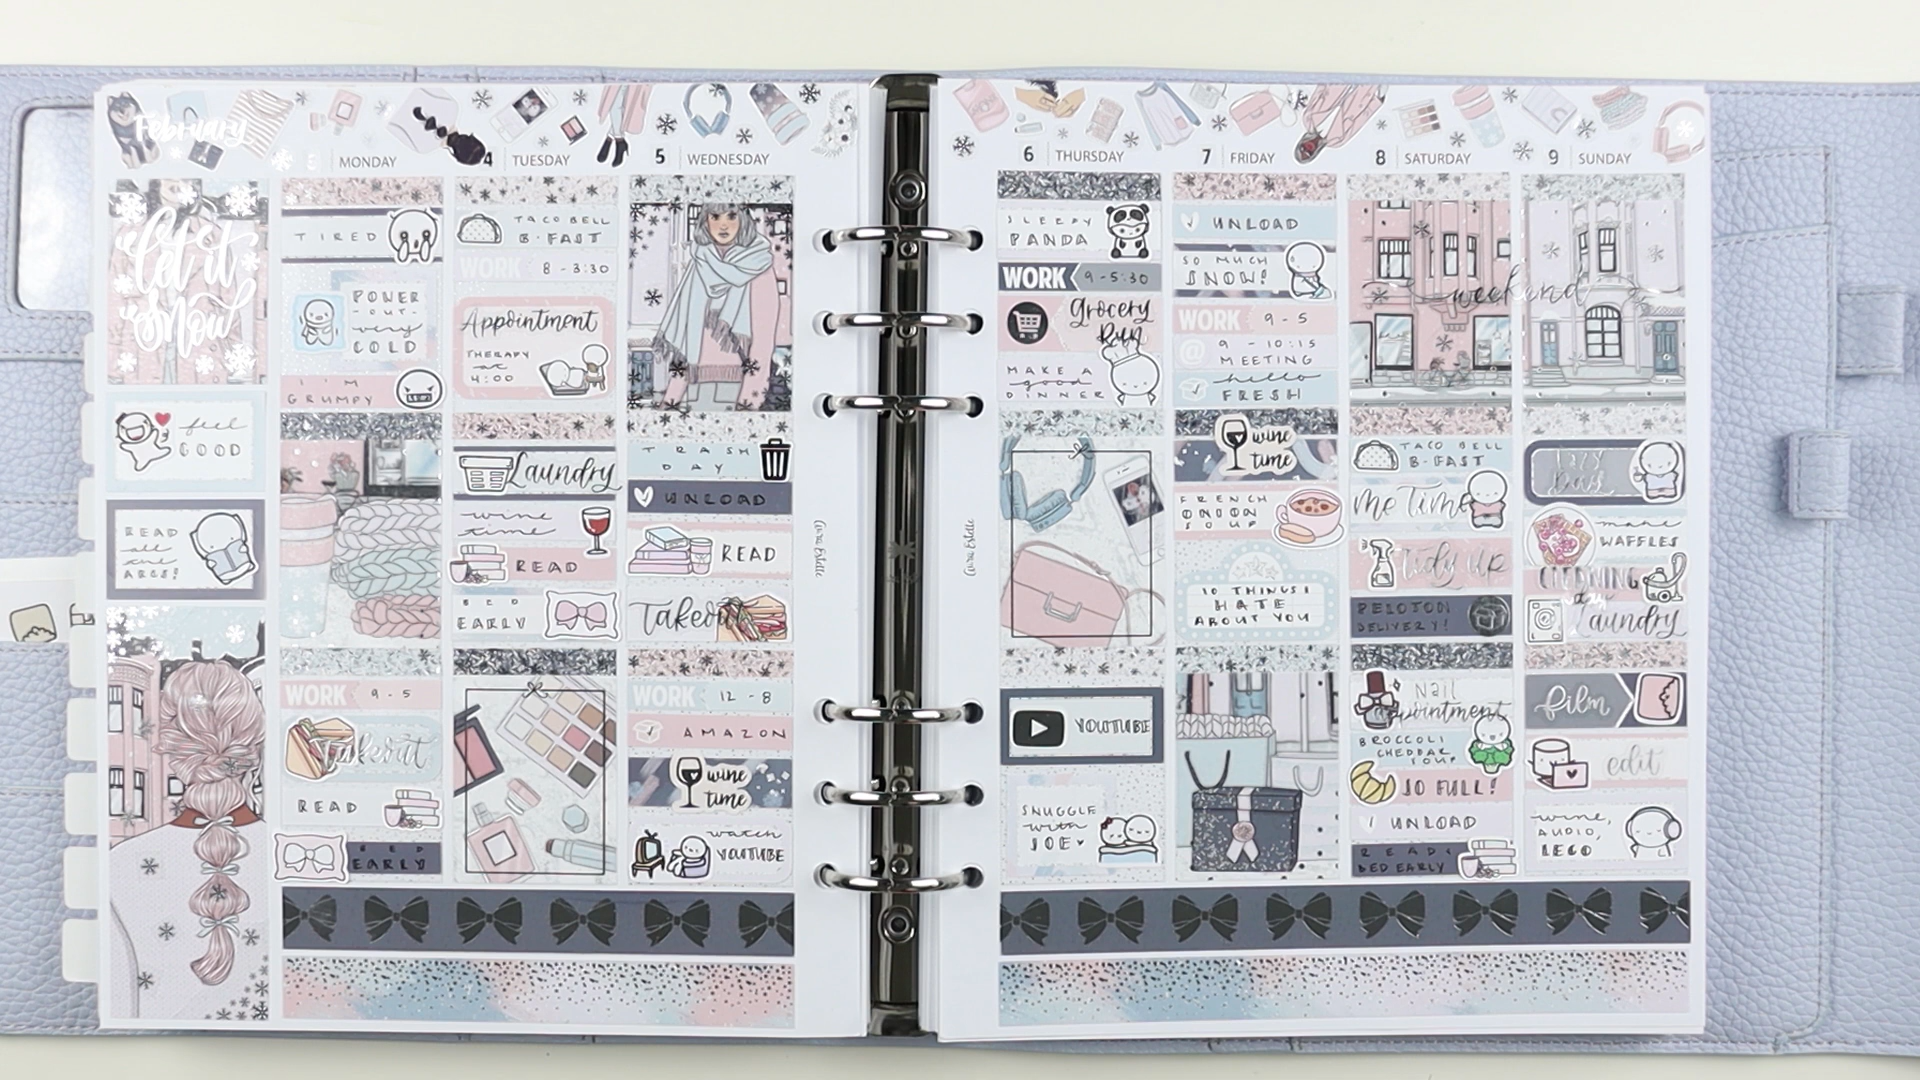 February
MONDAY
4 TUESDAY
5 WEDNESDAY
let it
snow
feel
GOOD
READ
all
the
ARCS!
TIRED
POWER
-OUT-
very
COLD
I'M
GRUMPY
WORK 9-5
Takeout
READ
BED
EARLY
TACO BELL
B-FAST
WORK 8-3:30
Appointment
THERAPY
at
4:00
Laundry
wine
time
READ
BED
EARLY
TRASH
DAY
UNLOAD
READ
Takeout
WORK 12-8
AMAZON
wine
time
watch
YOUTUBE
6 THURSDAY
7 FRIDAY
8 SATURDAY
9 SUNDAY
SLEEPY
PANDA
WORK 9-5:30
Grocery
Run
MAKE A
good
DINNER
YOUTUBE
SNUGGLE
with
JOE
UNLOAD
SO MUCH
SNOW!
WORK 9-5
@ 9-10:15
MEETING
hello
FRESH
wine
time
FRENCH
ONION
SOUP
10 THINGS I
HATE
ABOUT YOU
weekend
TACO BELL
B-FAST
me Time
Tidy up
PELOTON
DELIVERY!
Nail
Appointment
BROCCOLI
CHEDDAR
SOUP
SO FULL!
UNLOAD
READ &
BED EARLY
Lazy
Day
make
WAFFLES
CLEANING
day
Laundry
film
edit
wine,
AUDIO,
LEGO